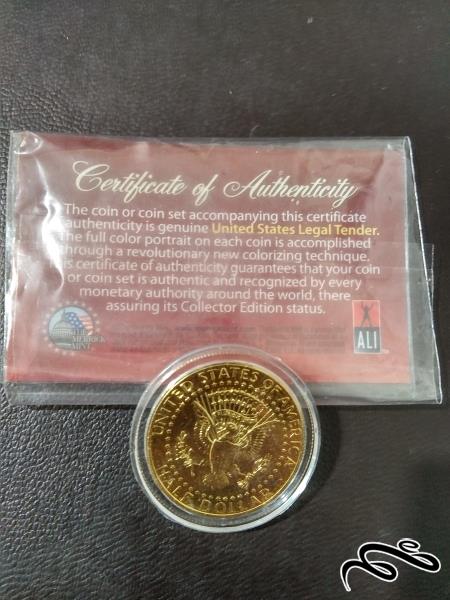 Certificate of Authenticity
The coin or coin set accompanying this certificate
authenticity is genuine United States Legal Tender.
The full color portrait on each coin is accomplished
through a revolutionary new colorizing technique.
is certificate of authenticity guarantees that your coin
or coin set is authentic and recognized by every
monetary authority around the world, there
assuring its Collector Edition status.
MERRICK
MINT
ALI
UNITED STATES OF AMERICA
HALF DOLLAR